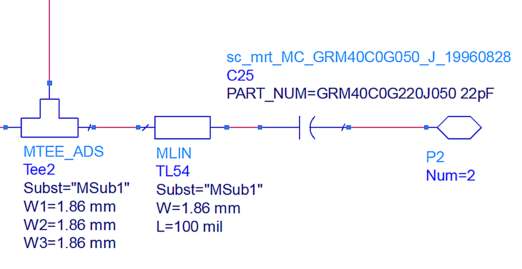 sc_mrt_MC_GRM40C0G050_J_19960828
C25
PART_NUM=GRM40C0G220J050 22pF
MTEE_ADS
Tee2
Subst="MSub1"
W1=1.86 mm
W2=1.86 mm
W3=1.86 mm
MLIN
TL54
Subst="MSub1"
W=1.86 mm
L=100 mil
P2
Num=2